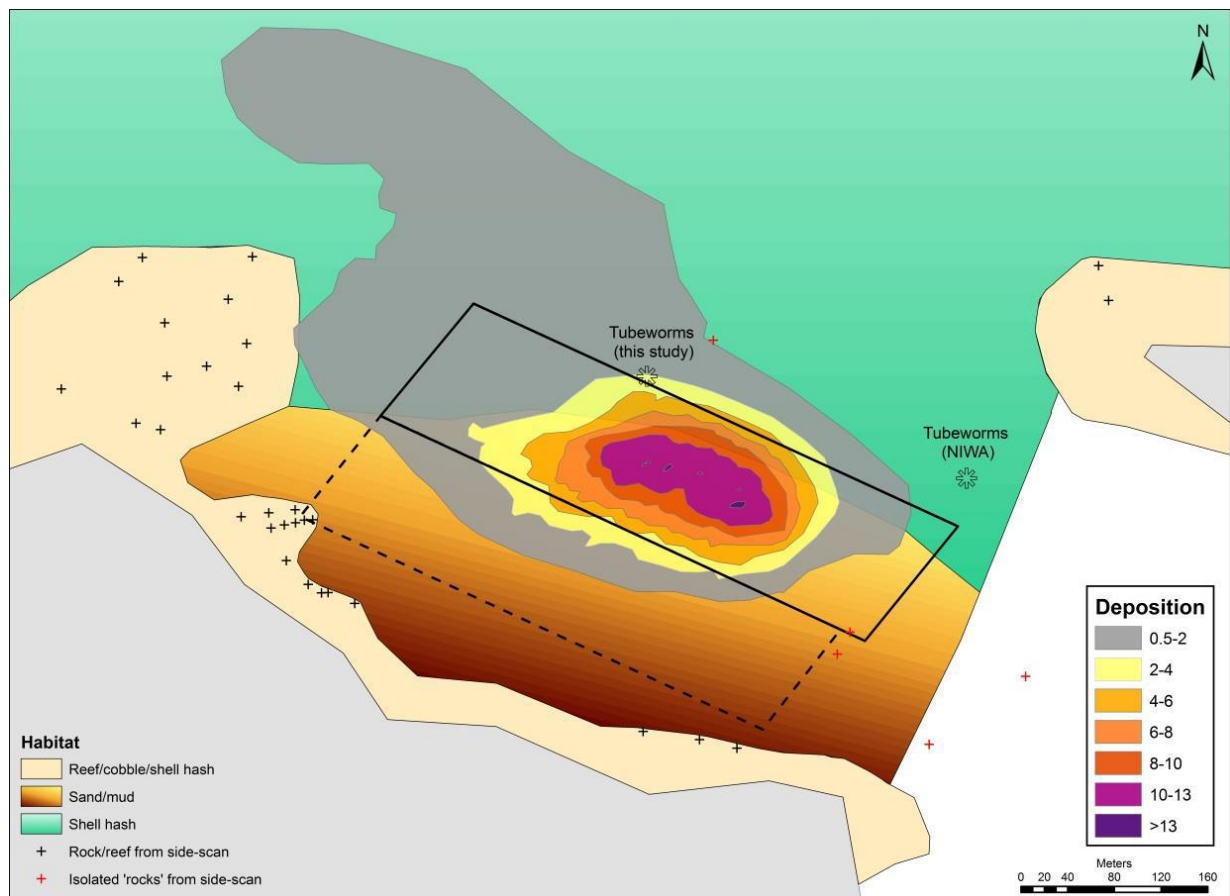 N
Tubeworms
(this study)
Tubeworms
(NIWA)
Deposition
0.5-2
2-4
4-6
6-8
8-10
10-13
>13
Habitat
Reef/cobble/shell hash
Sand/mud
Shell hash
Rock/reef from side-scan
Isolated 'rocks' from side-scan
Meters
0 20 40 80 120 160